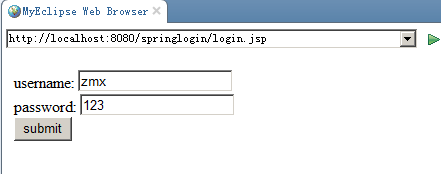 MyEclipse Web Browser
http://localhost:8080/springlogin/login.jsp
username: zmx
password: 123
submit